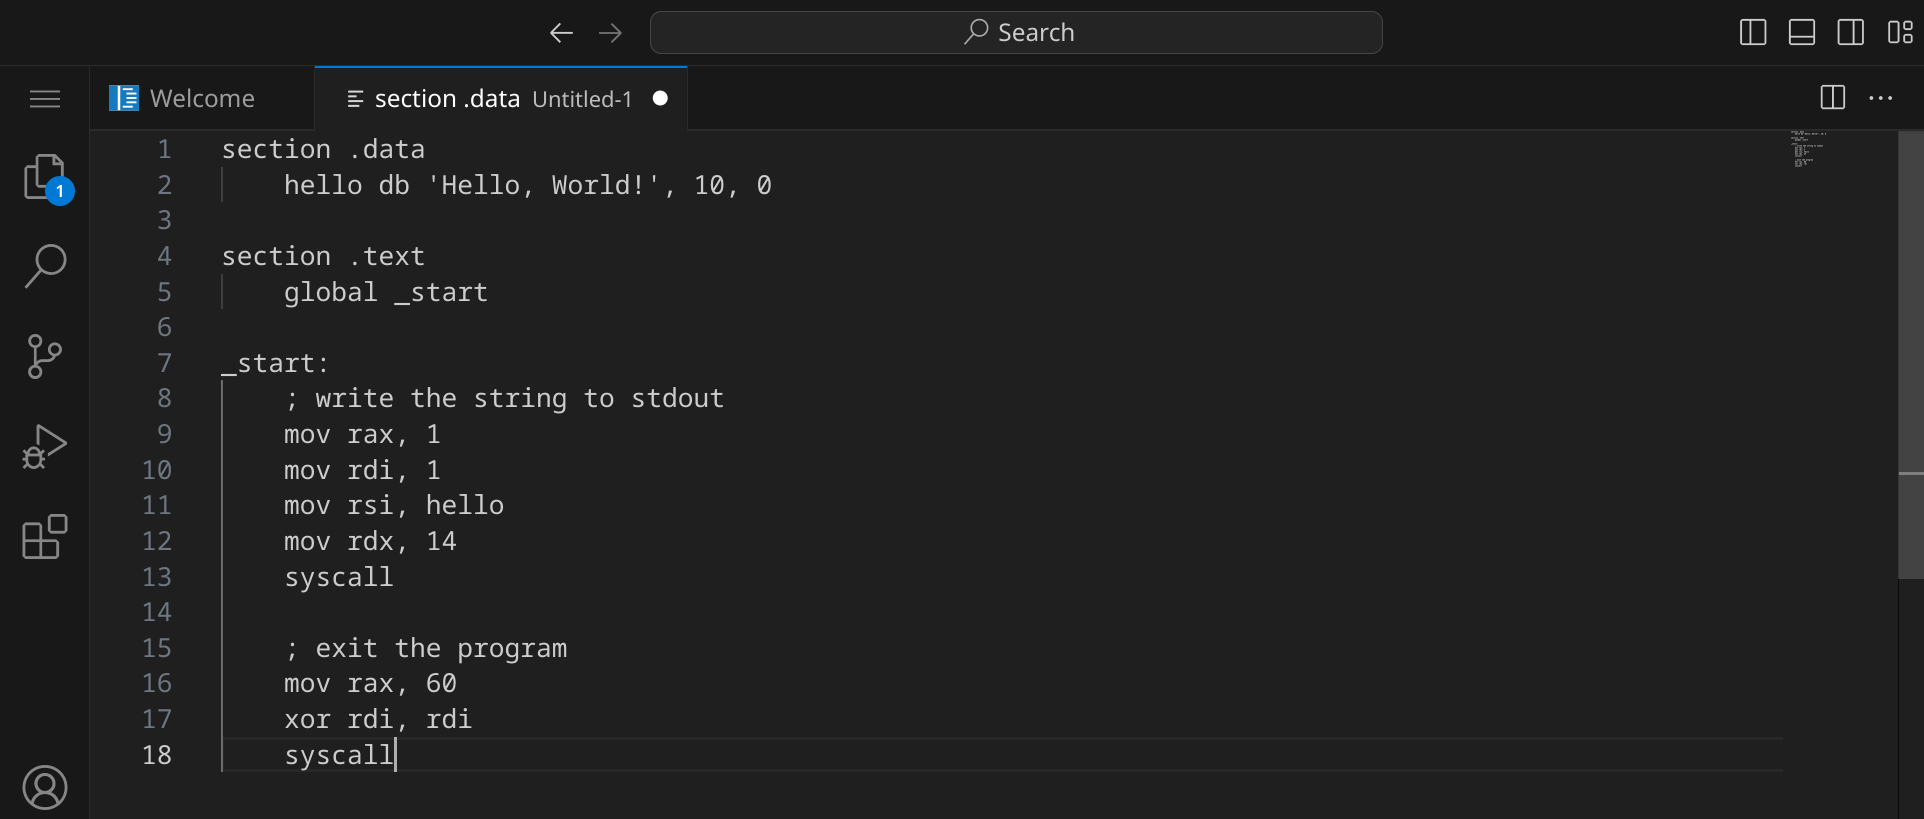 Search
Welcome
section .data Untitled-1
1
1 section .data
2     hello db 'Hello, World!', 10, 0
3
4 section .text
5     global _start
6
7 _start:
8     ; write the string to stdout
9     mov rax, 1
10     mov rdi, 1
11     mov rsi, hello
12     mov rdx, 14
13     syscall
14
15     ; exit the program
16     mov rax, 60
17     xor rdi, rdi
18     syscall